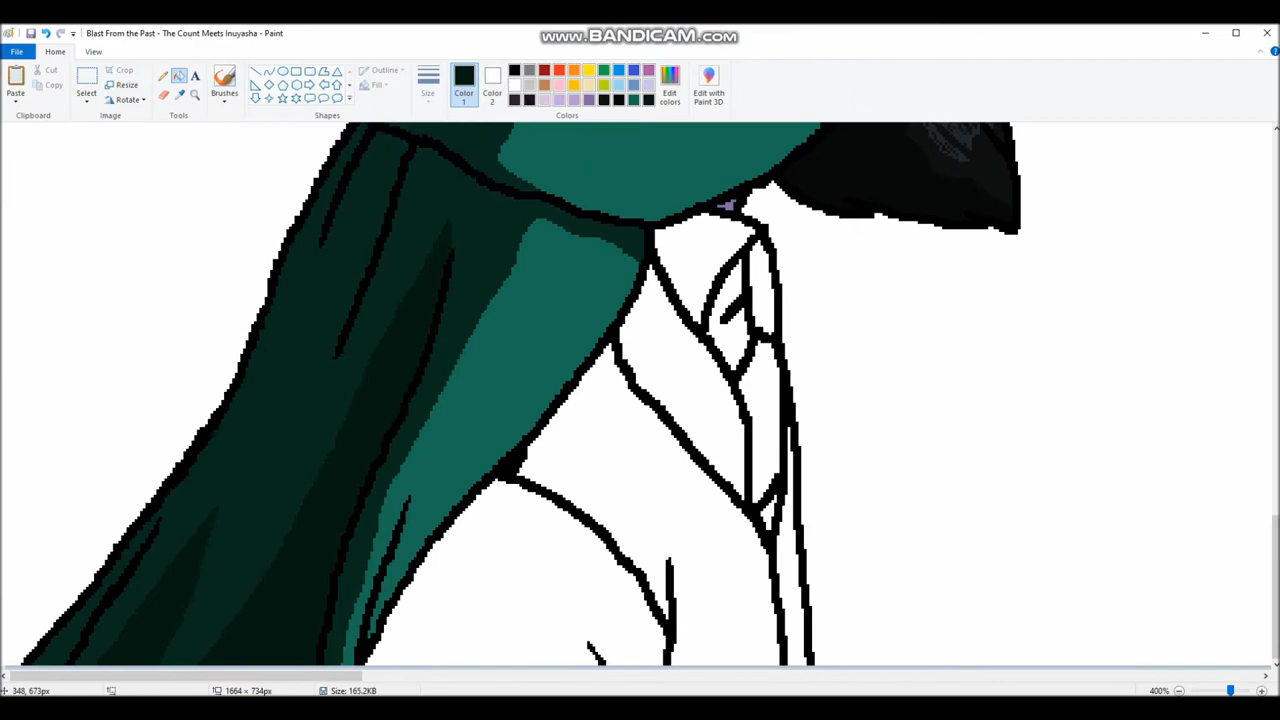 www.BANDICAM.com
Blast From the Past - The Count Meets Inuyasha - Paint
File Home View
Paste Cut Copy Clipboard
Select Crop Resize Rotate Image
A Tools
Brushes
Shapes Outline Fill
Size
Color 1 Color 2 Edit colors Colors
Edit with Paint 3D
348, 673px 1664 × 734px Size: 165.2KB 400%